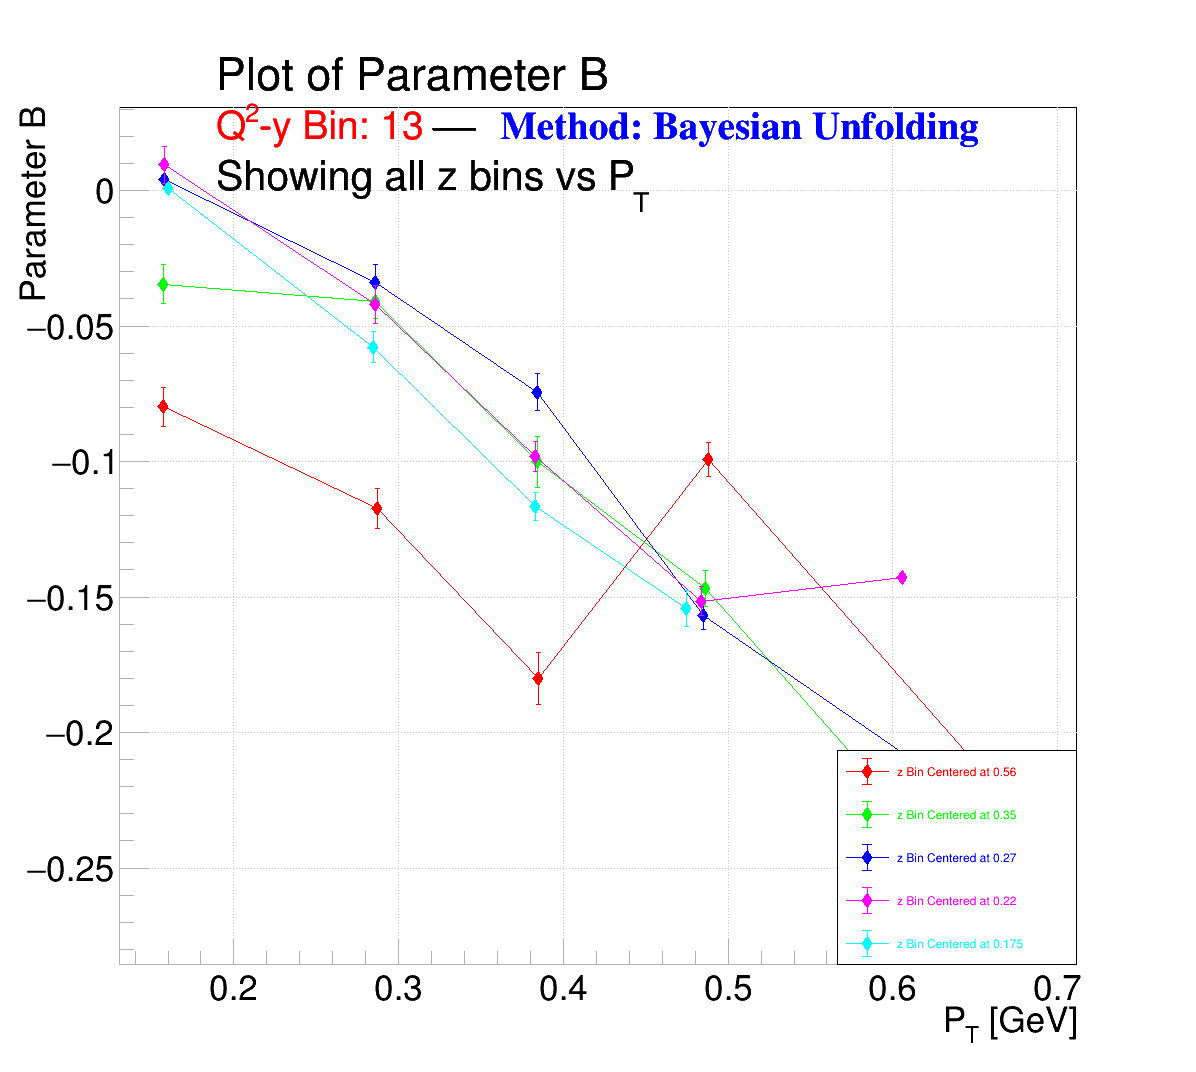 Plot of Parameter B
Q²-y Bin: 13 — Method: Bayesian Unfolding
Showing all z bins vs P_T
Parameter B
0
−0.05
−0.1
−0.15
−0.2
−0.25
z Bin Centered at 0.56
z Bin Centered at 0.35
z Bin Centered at 0.27
z Bin Centered at 0.22
z Bin Centered at 0.175
0.2 0.3 0.4 0.5 0.6 0.7
P_T [GeV]